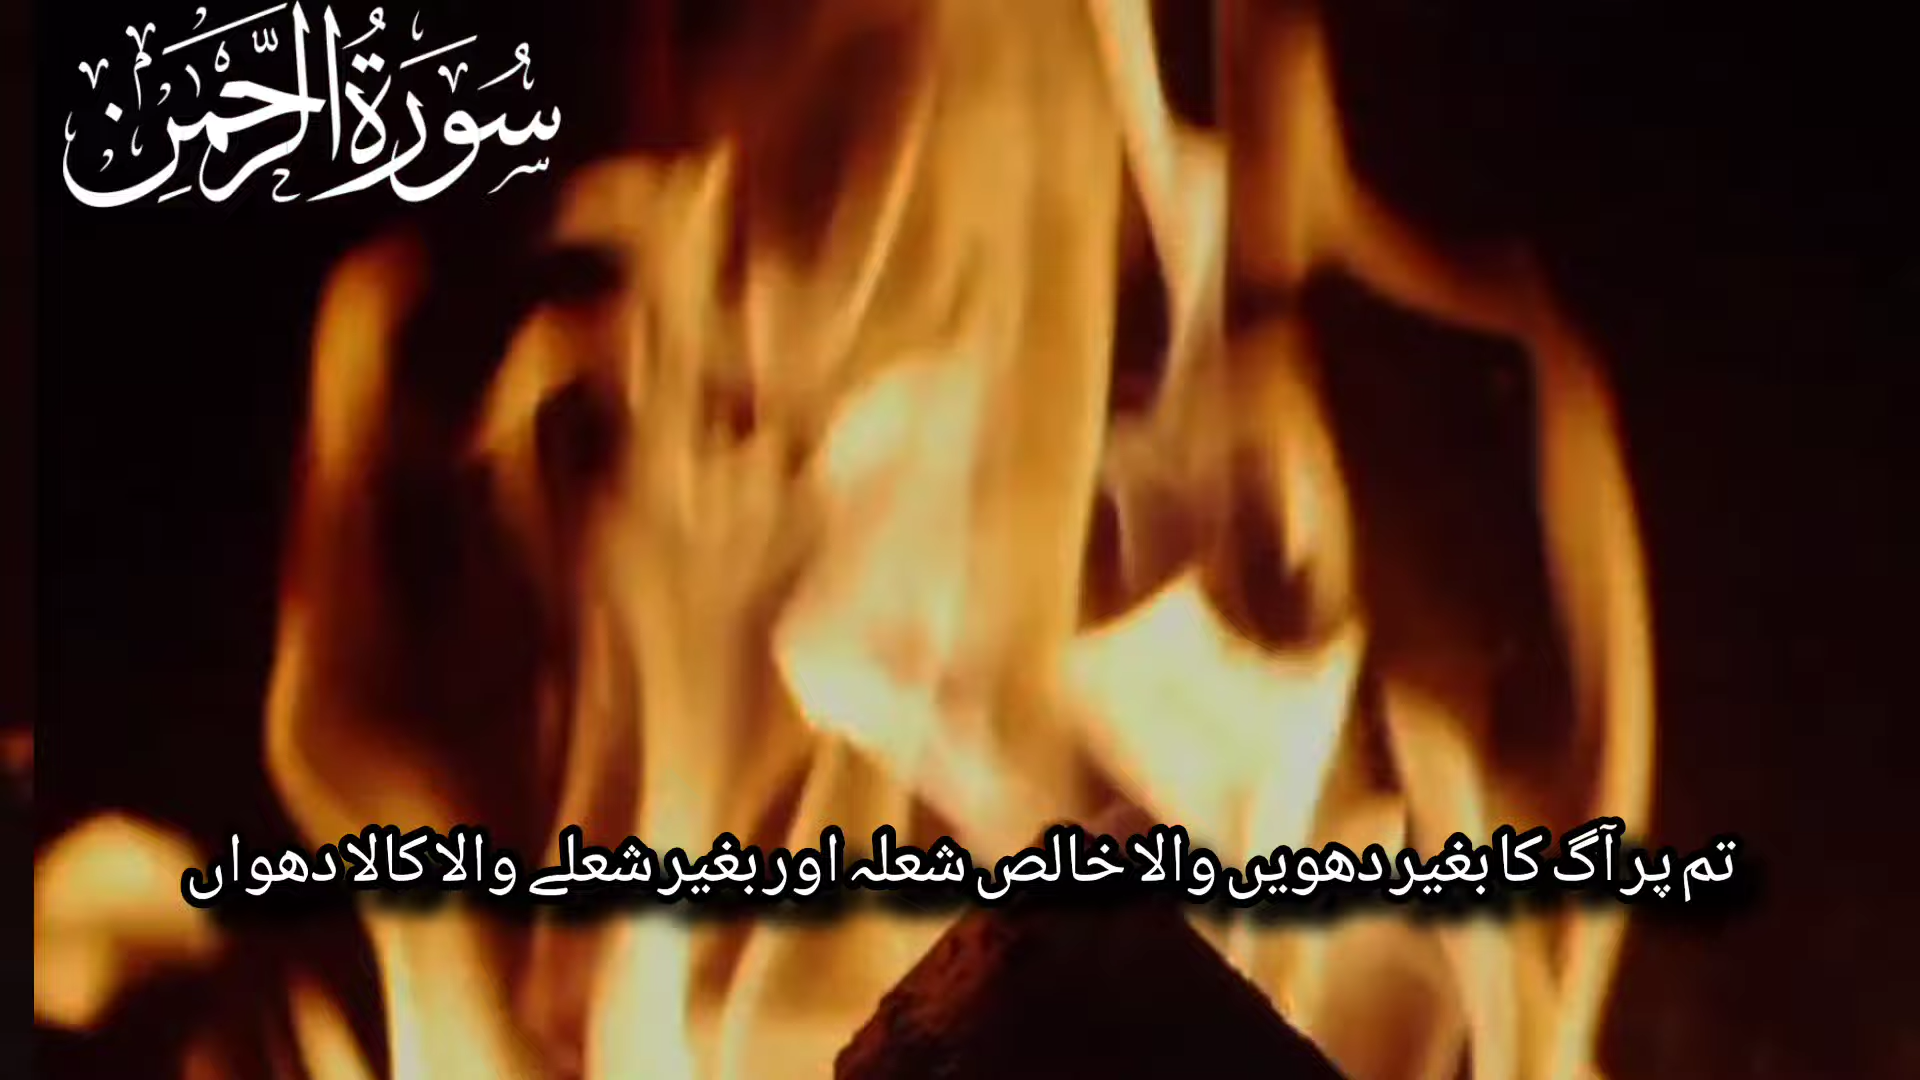 سُورَةُ الرَّحْمٰنِ
تم پر آگ کا بغیر دھویں والا خالص شعلہ اور بغیر شعلے والا کالا دھواں